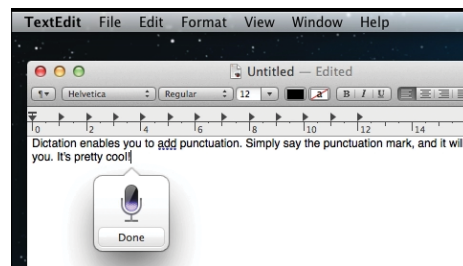 TextEdit File Edit Format View Window Help
Untitled — Edited
¶ Helvetica Regular 12 a B I U
0 2 4 6 8 10 12 14
Dictation enables you to add punctuation. Simply say the punctuation mark, and it wil
you. It's pretty cool!
Done